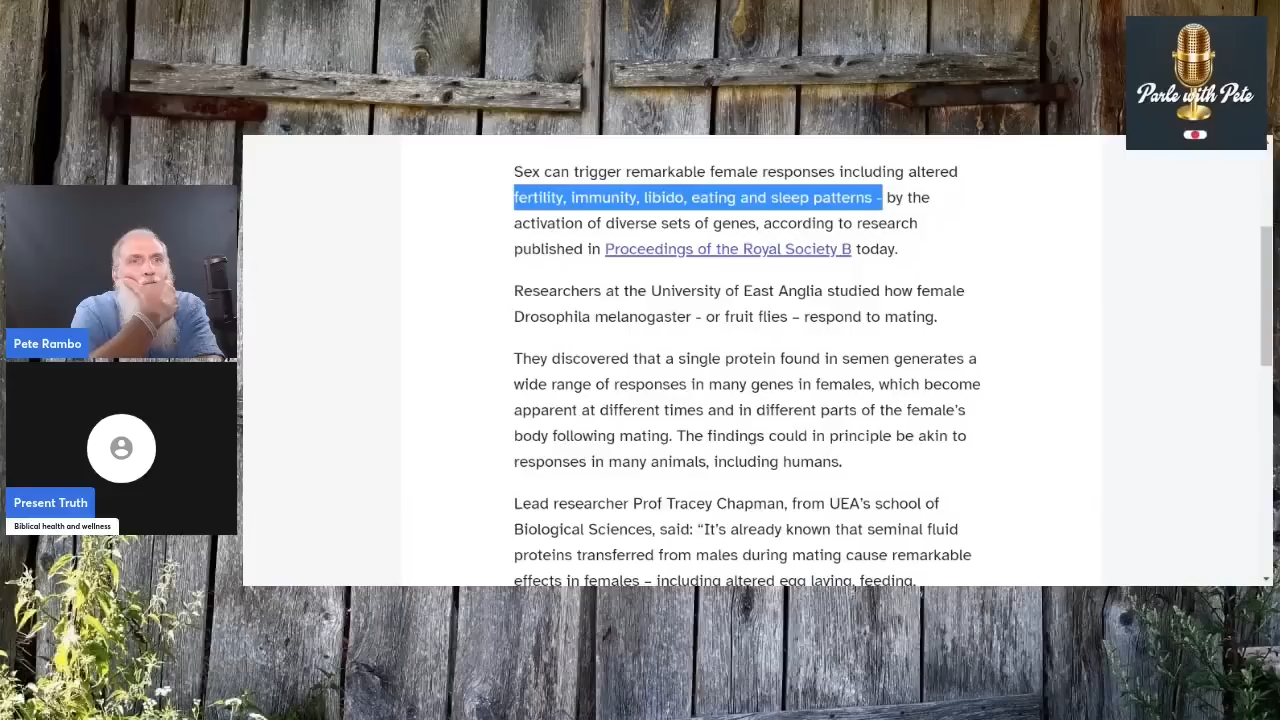 Parle with Pete
Sex can trigger remarkable female responses including altered
fertility, immunity, libido, eating and sleep patterns - by the
activation of diverse sets of genes, according to research
published in Proceedings of the Royal Society B today.
Researchers at the University of East Anglia studied how female
Drosophila melanogaster - or fruit flies – respond to mating.
They discovered that a single protein found in semen generates a
wide range of responses in many genes in females, which become
apparent at different times and in different parts of the female’s
body following mating. The findings could in principle be akin to
responses in many animals, including humans.
Lead researcher Prof Tracey Chapman, from UEA’s school of
Biological Sciences, said: “It’s already known that seminal fluid
proteins transferred from males during mating cause remarkable
effects in females – including altered egg laying, feeding,
Pete Rambo
Present Truth
Biblical health and wellness